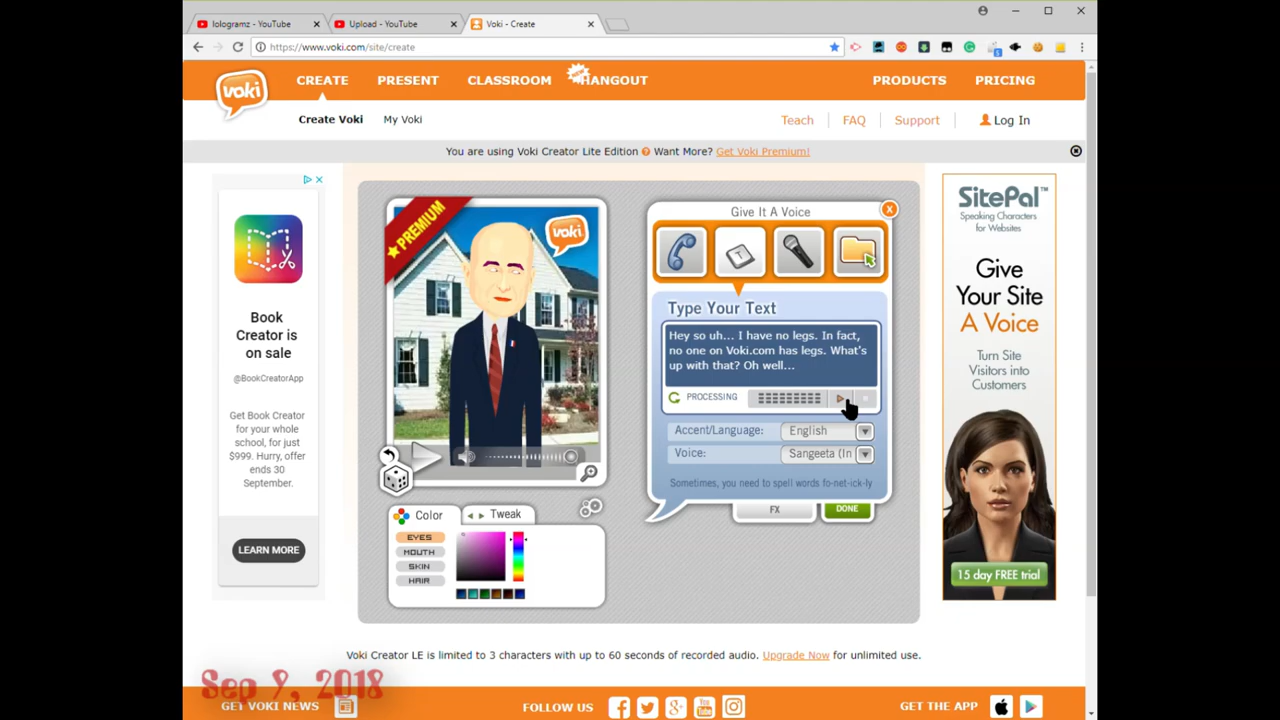 lologramz - YouTube
Upload - YouTube
Voki - Create
https://www.voki.com/site/create
voki
CREATE
PRESENT
CLASSROOM
HANGOUT
PRODUCTS
PRICING
Create Voki
My Voki
Teach
FAQ
Support
Log In
You are using Voki Creator Lite Edition ? Want More? Get Voki Premium!
Book
Creator is
on sale
@BookCreatorApp
Get Book
Creator for your
whole school,
for just
$999. Hurry, offer
ends 30
September.
LEARN MORE
PREMIUM
voki
Color
Tweak
EYES
MOUTH
SKIN
HAIR
Give It A Voice
Type Your Text
Hey so uh... I have no legs. In fact,
no one on Voki.com has legs. What's
up with that? Oh well...
PROCESSING
Accent/Language:
English
Voice:
Sangeeta (In
Sometimes, you need to spell words fo-net-ick-ly
FX
DONE
SitePal™
Speaking Characters
for Websites
Give
Your Site
A Voice
Turn Site
Visitors into
Customers
15 day FREE trial
Voki Creator LE is limited to 3 characters with up to 60 seconds of recorded audio. Upgrade Now for unlimited use.
Sep 9, 2018
GET VOKI NEWS
FOLLOW US
GET THE APP